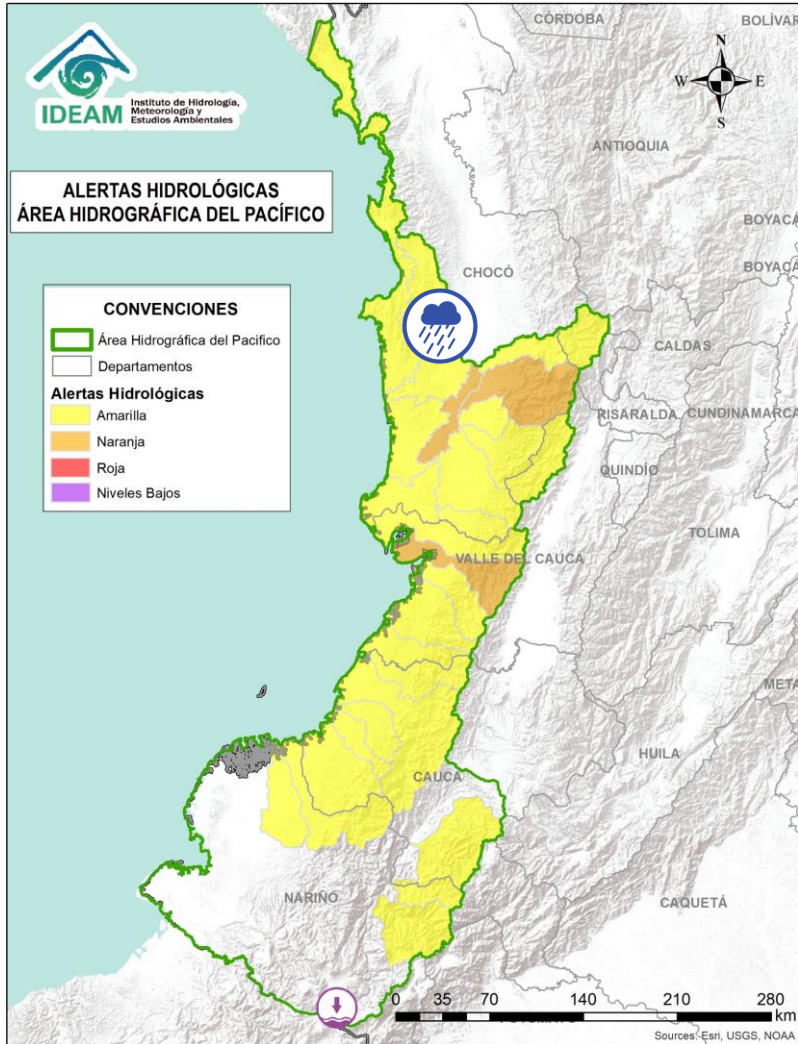 IDEAM
Instituto de Hidrología,
Meteorología y
Estudios Ambientales
CÓRDOBA
BOLÍVAR
N
W
E
S
ANTIOQUIA
ALERTAS HIDROLÓGICAS
ÁREA HIDROGRÁFICA DEL PACÍFICO
BOYACÁ
CHOCÓ
BOYACÁ
CONVENCIONES
Área Hidrográfica del Pacífico
Departamentos
Alertas Hidrológicas
Amarilla
Naranja
Roja
Niveles Bajos
CALDAS
RISARALDA
CUNDINAMARCA
QUINDÍO
TOLIMA
VALLE DEL CAUCA
META
HUILA
CAUCA
NARIÑO
CAQUETÁ
0 35 70 140 210 280
km
Sources: Esri, USGS, NOAA